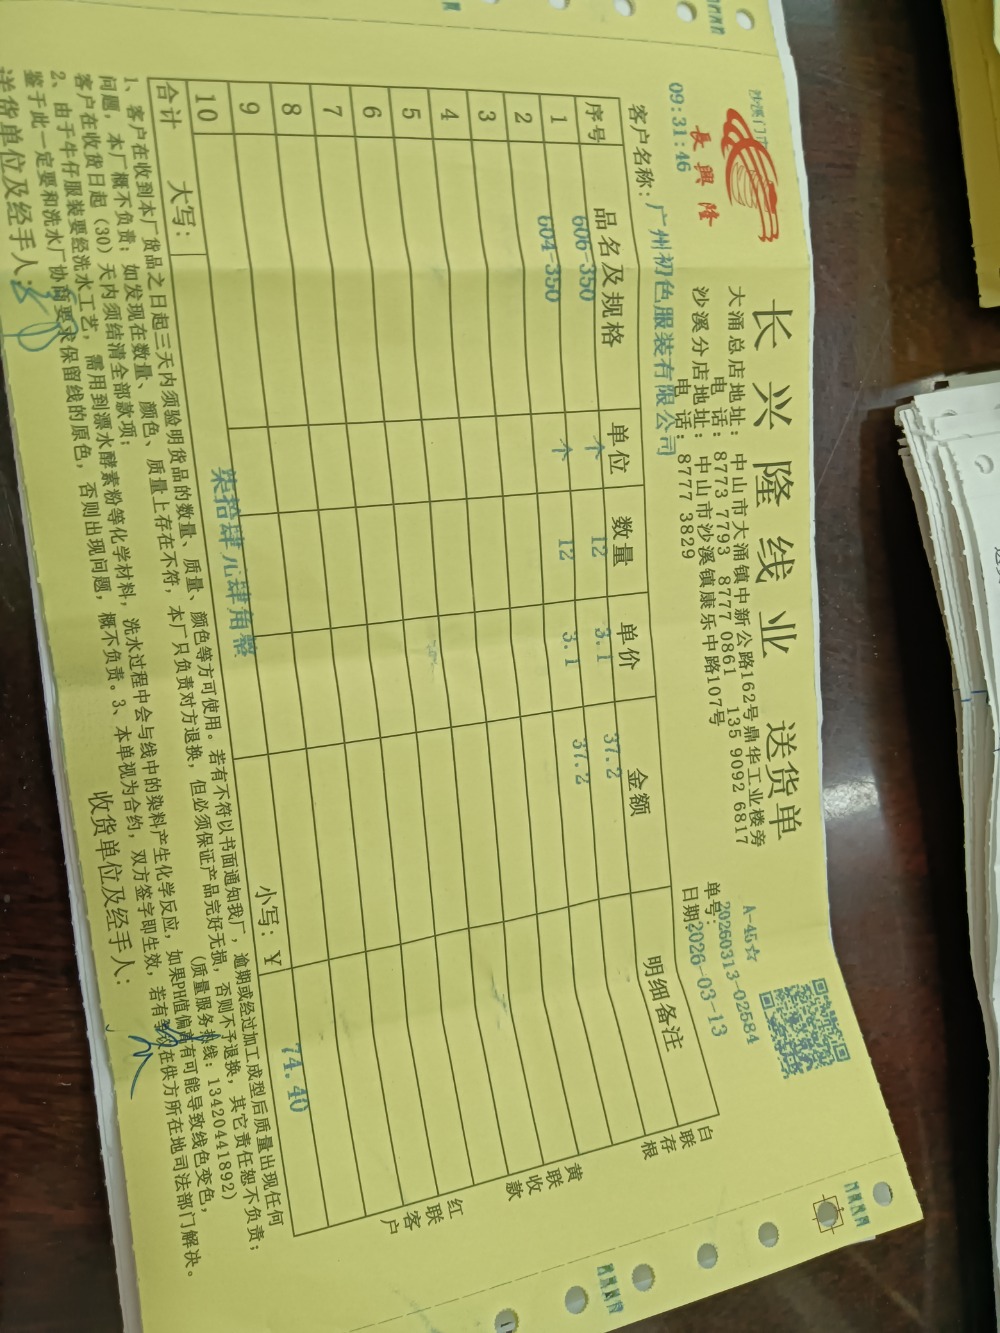 沙溪门市
長興隆
09:31:46
长兴隆线业 送货单
大涌总店地址：中山市大涌镇中新公路162号鼎华工业楼旁
电 话：8773 7793 8777 0861 135 9092 6817
沙溪分店地址：中山市沙溪镇康乐中路107号
电 话：8777 3829
A-45☆
单号：20260313-02584
日期：2026-03-13
客户名称：广州初色服装有限公司
序号 品名及规格 单位 数量 单价 金额 明细备注
1 606-350 个 12 3.1 37.2
2 604-350 个 12 3.1 37.2
3
4
5
6
7
8
9
10
合计 大写： 柒拾肆元肆角整 小写：￥ 74.40
白联存根
黄联收款
红联客户
1、客户在收到本厂货品之日起三天内须验明货品的数量、质量、颜色等方可使用。若有不符以书面通知我厂，逾期或经过加工成型后质量出现任何
问题，本厂概不负责；如发现在数量、颜色、质量上存在不符，本厂只负责对方退换，但必须保证产品完好无损，否则不予退换，其它责任恕不负责；
客户在收货日起（30）天内须结清全部款项； (质量服务热线：13420441892)
2、由于牛仔服装要经洗水工艺，需用到漂水酵素粉等化学材料，洗水过程中会与线中的染料产生化学反应，如果PH值偏高有可能导致线色变色，
鉴于此一定要和洗水厂协商要求保留线的原色，否则出现问题，概不负责。3、本单视为合约，双方签字即生效，若有 在供方所在地司法部门解决。
送货单位及经手人： 收货单位及经手人：